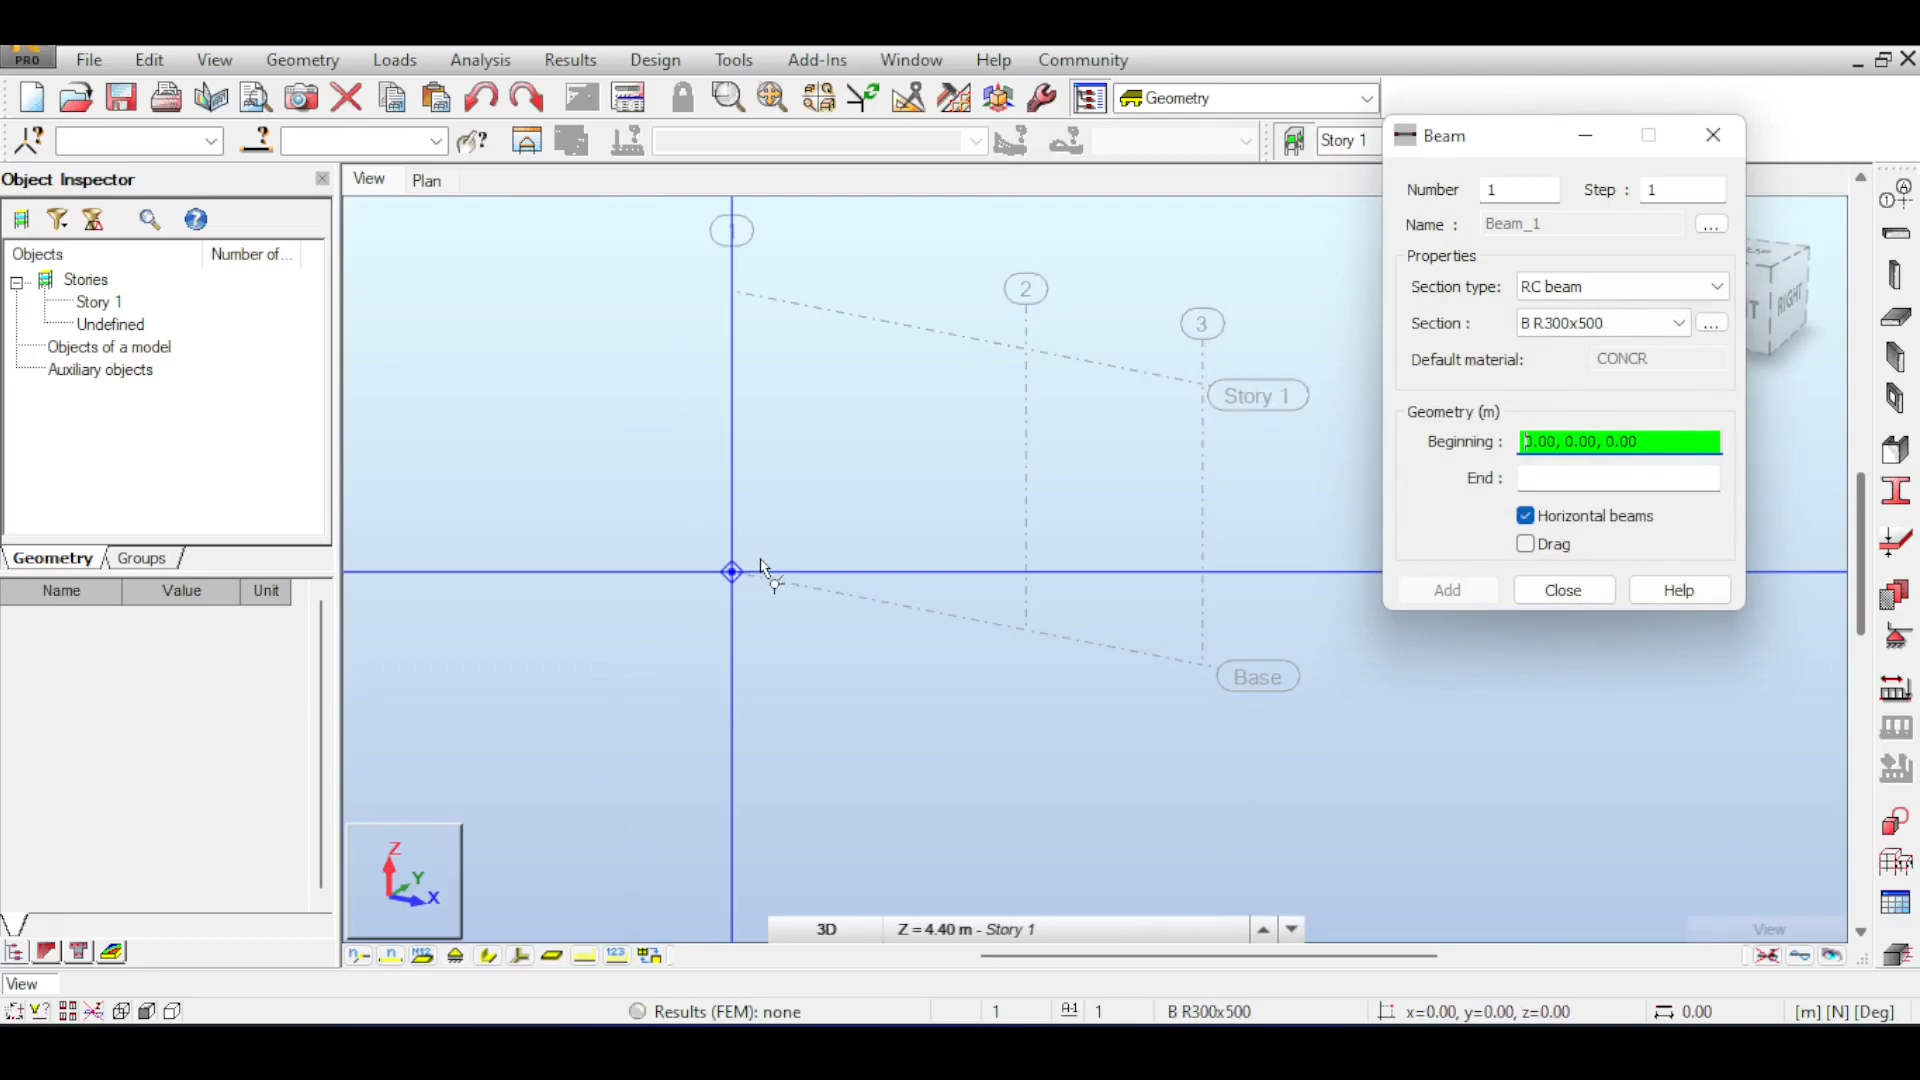 PRO File Edit View Geometry Loads Analysis Results Design Tools Add-Ins Window Help Community
Geometry
Story 1
Object Inspector
View Plan
Objects Number of...
Stories
Story 1
Undefined
Objects of a model
Auxiliary objects
Geometry Groups
Name Value Unit
1
2
3
Story 1
Base
Z
Y
X
3D Z = 4.40 m - Story 1
View
RIGHT
Beam
Number 1 Step : 1
Name : Beam_1 ...
Properties
Section type: RC beam
Section : B R300x500 ...
Default material: CONCR
Geometry (m)
Beginning : 0.00, 0.00, 0.00
End :
Horizontal beams
Drag
Add Close Help
View
Results (FEM): none 1 1 B R300x500 x=0.00, y=0.00, z=0.00 0.00 [m] [N] [Deg]